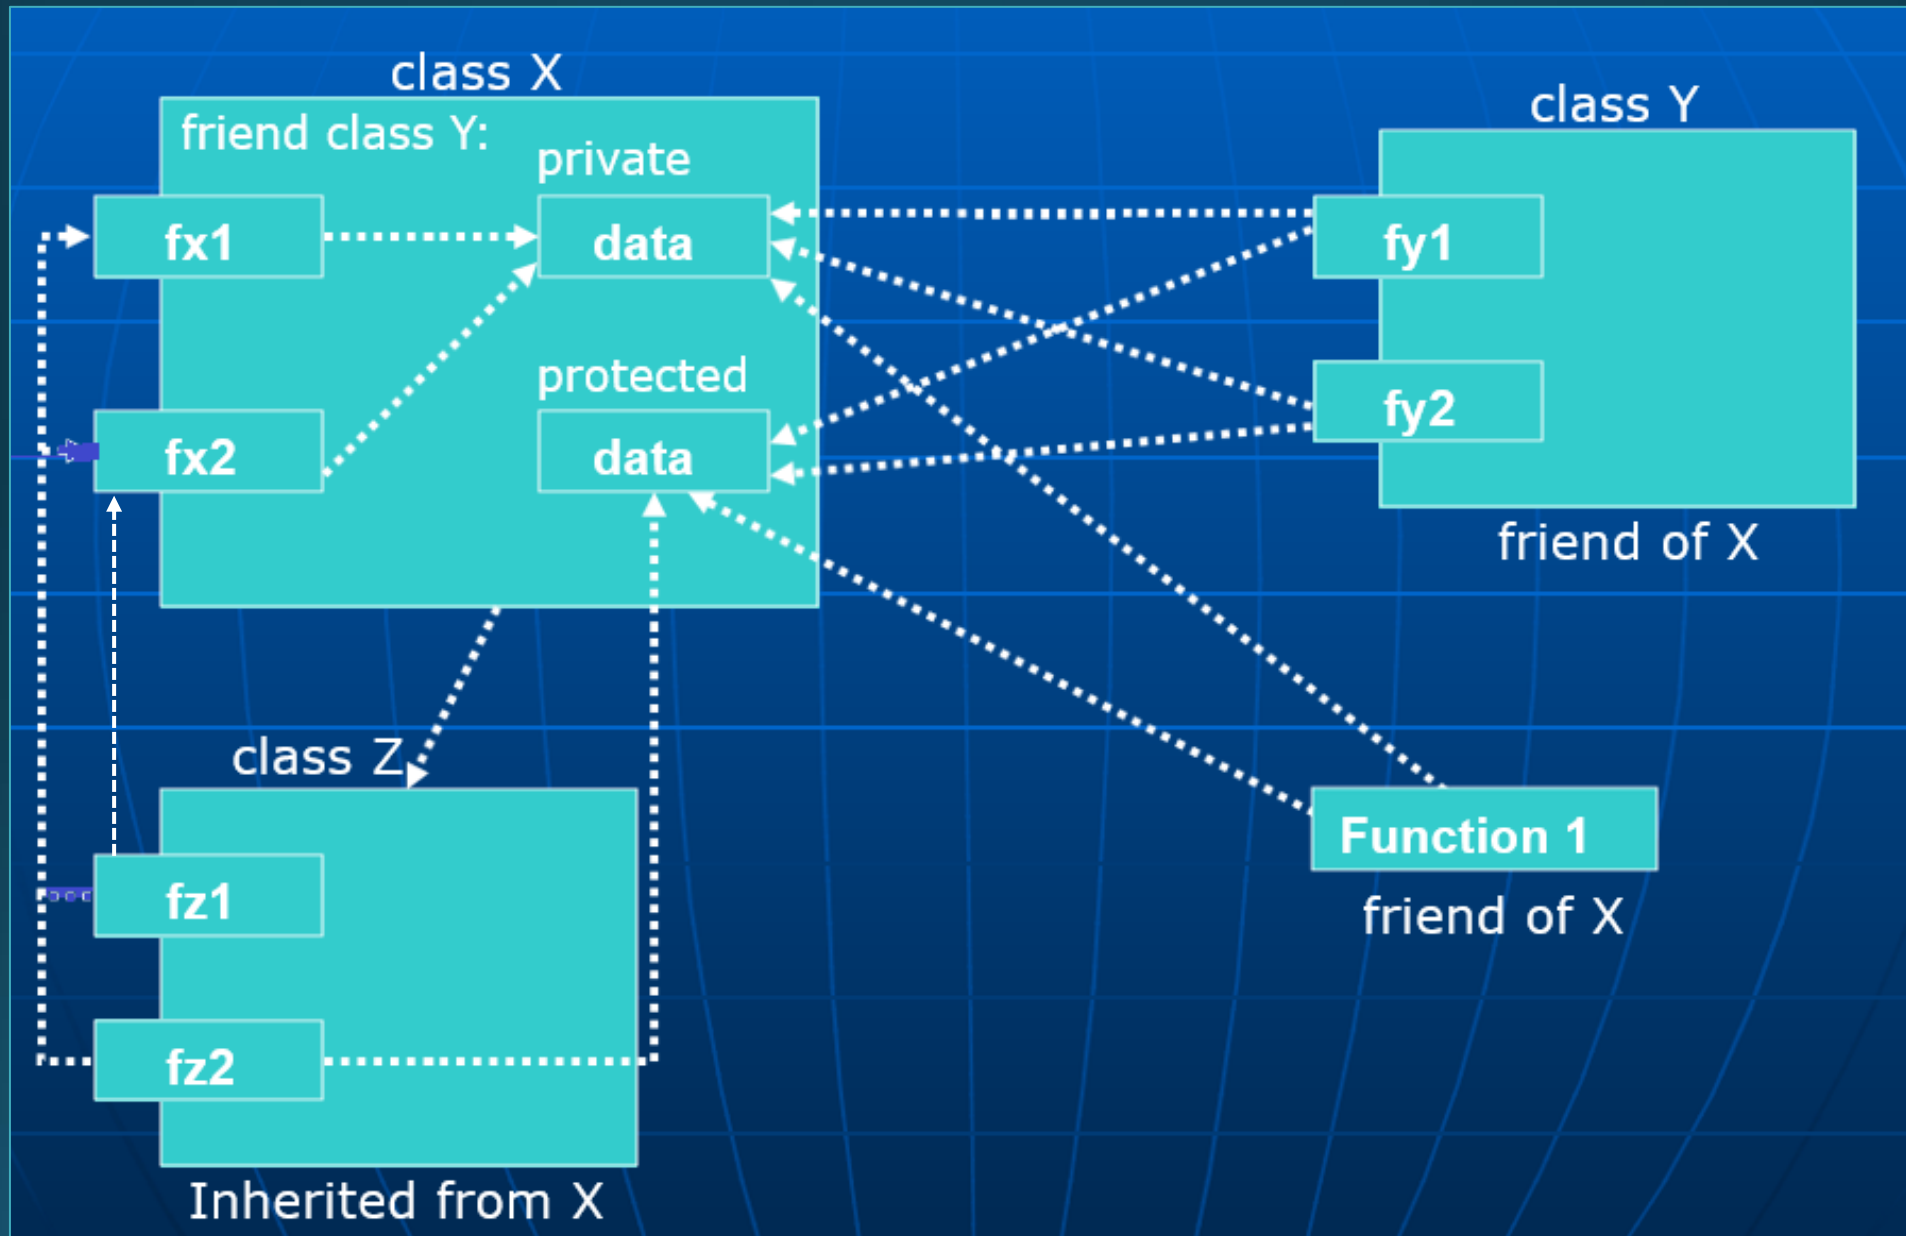 class X
friend class Y:
private
fx1
data
protected
fx2
data
class Y
fy1
fy2
friend of X
class Z
fz1
fz2
Inherited from X
Function 1
friend of X